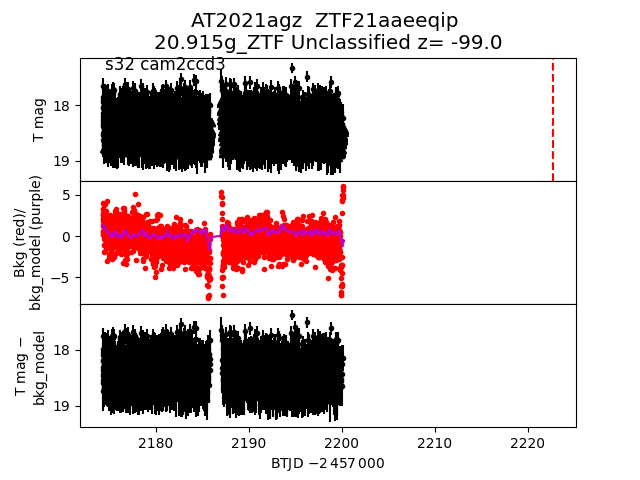 AT2021agz  ZTF21aaeeqip
20.915g_ZTF Unclassified z= -99.0
s32 cam2ccd3
T mag
18
19
Bkg (red)/
bkg_model (purple)
5
0
−5
T mag −
bkg_model
18
19
2180 2190 2200 2210 2220
BTJD −2 457 000